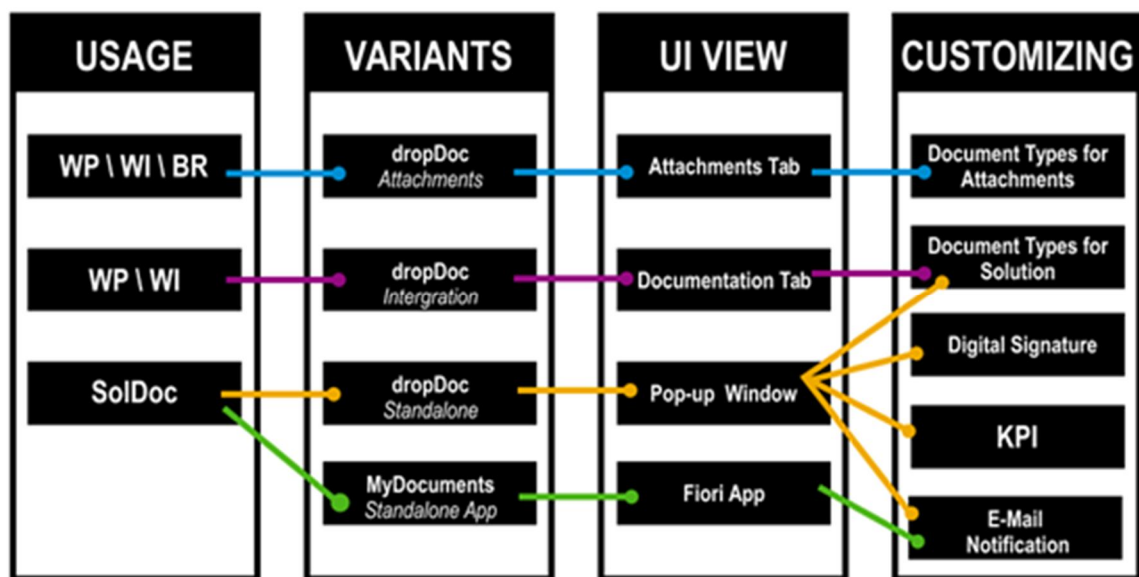 USAGE
WP \ WI \ BR
WP \ WI
SolDoc
VARIANTS
dropDoc
Attachments
dropDoc
Intergration
dropDoc
Standalone
MyDocuments
Standalone App
UI VIEW
Attachments Tab
Documentation Tab
Pop-up Window
Fiori App
CUSTOMIZING
Document Types for
Attachments
Document Types for
Solution
Digital Signature
KPI
E-Mail
Notification